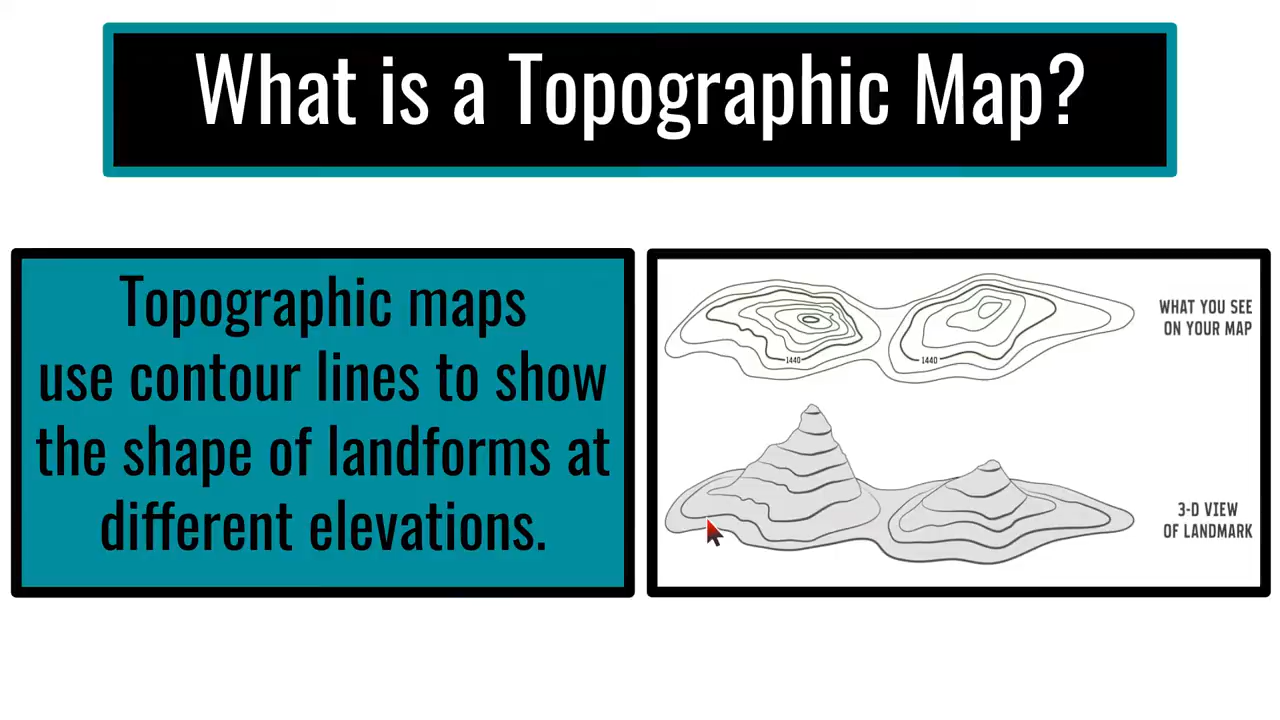 What is a Topographic Map?
Topographic maps
use contour lines to show
the shape of landforms at
different elevations.
WHAT YOU SEE
ON YOUR MAP
1440
1440
3-D VIEW
OF LANDMARK